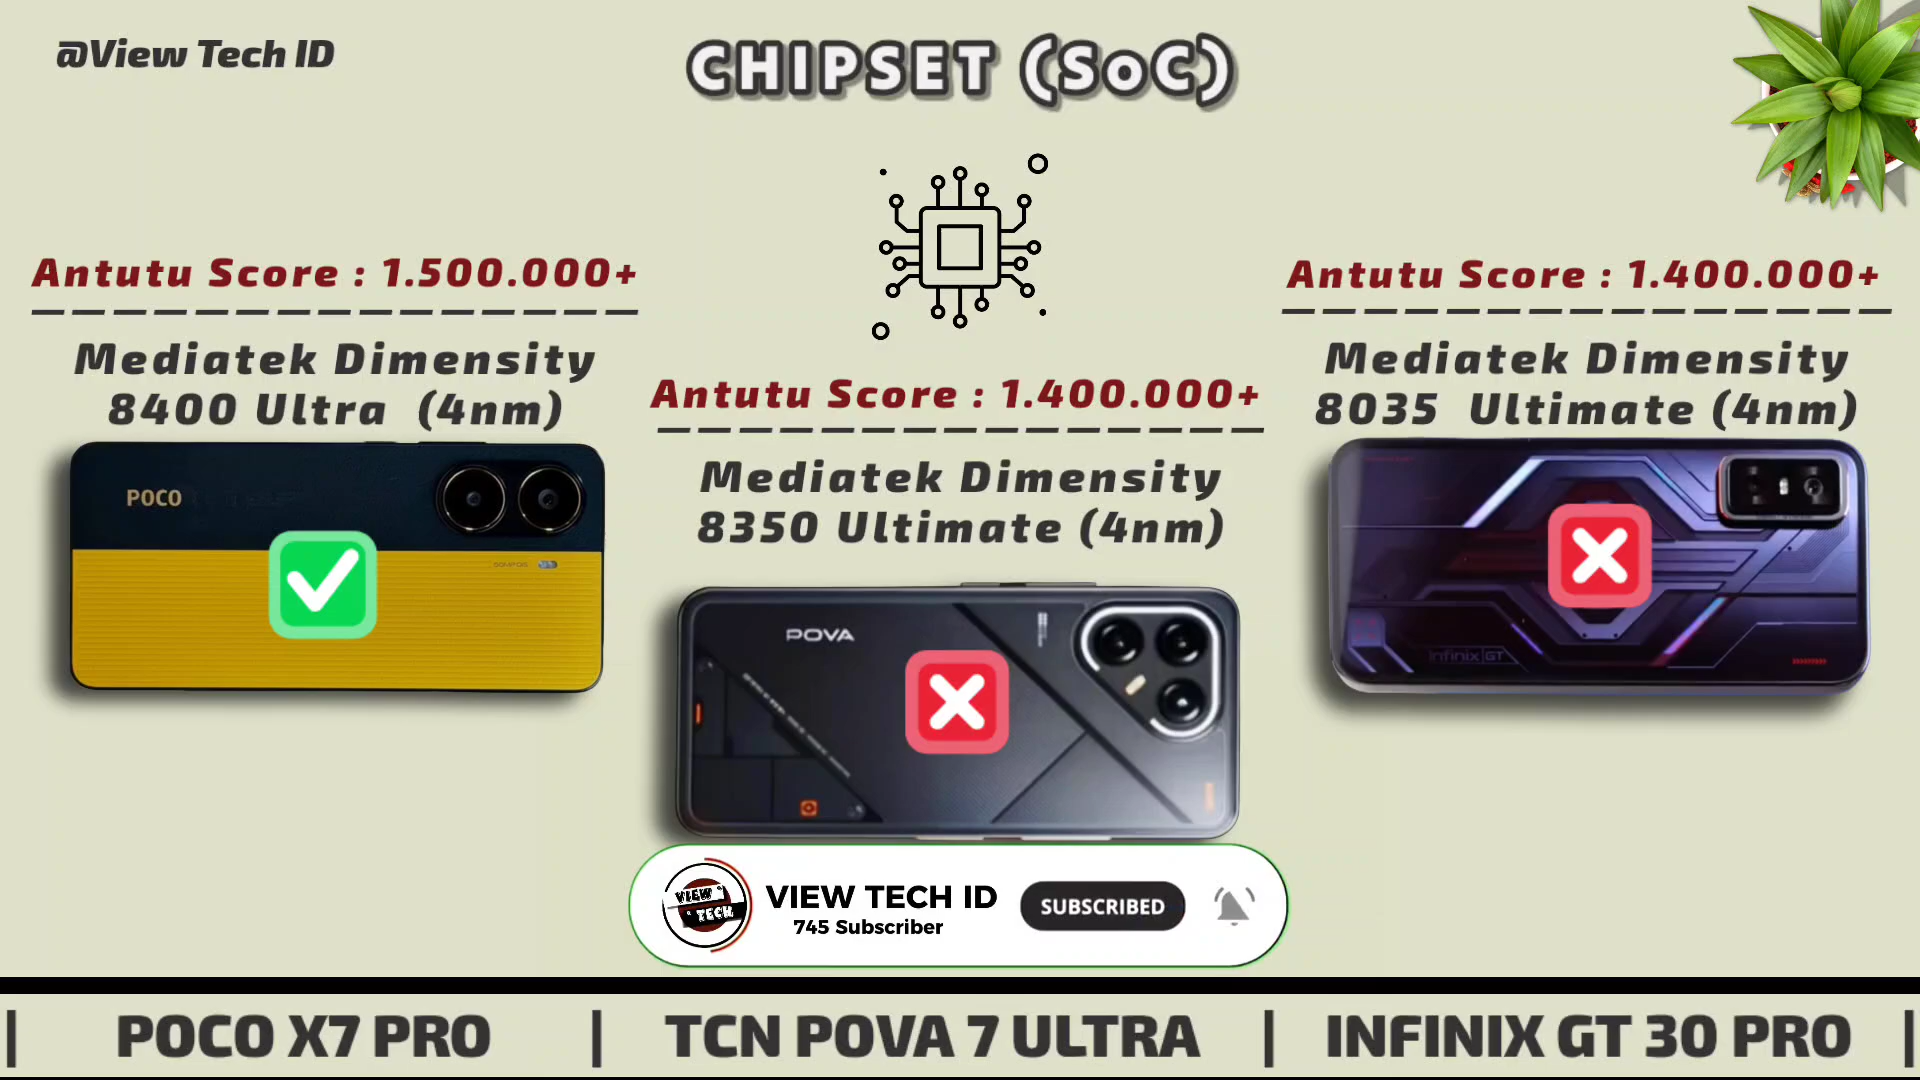 @View Tech ID
CHIPSET (SoC)
Antutu Score : 1.500.000+
Mediatek Dimensity
8400 Ultra (4nm)
POCO
Antutu Score : 1.400.000+
Mediatek Dimensity
8350 Ultimate (4nm)
POVA
Antutu Score : 1.400.000+
Mediatek Dimensity
8035 Ultimate (4nm)
Infinix GT
VIEW TECH
VIEW TECH ID
745 Subscriber
SUBSCRIBED
| POCO X7 PRO | TCN POVA 7 ULTRA | INFINIX GT 30 PRO |